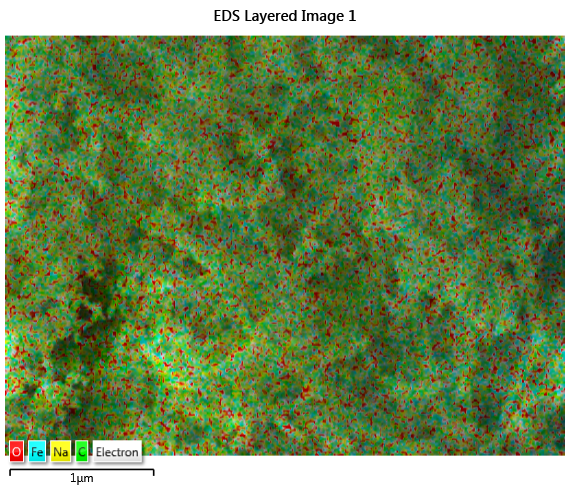 EDS Layered Image 1
O Fe Na C Electron
1µm